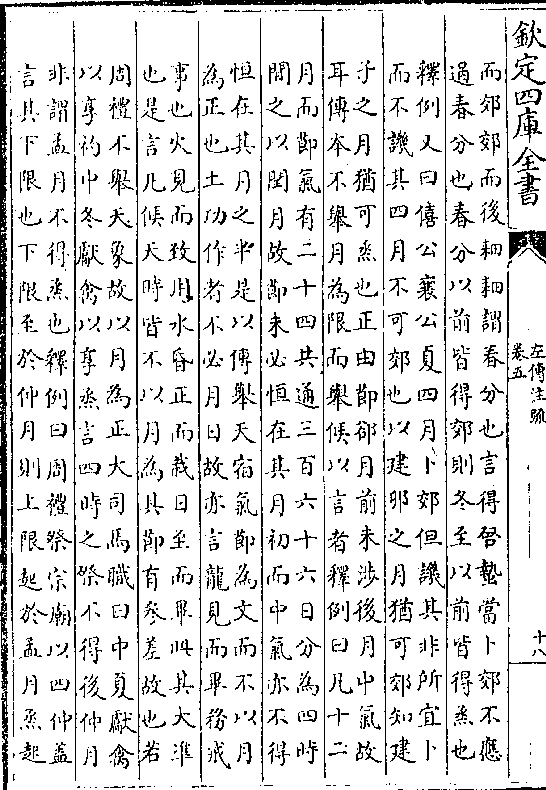 欽定四庫全書
左傳注疏
卷五
十八
而郊郊而後耕耕謂春分也言得啓蟄當卜郊不應
過春分也春分以前皆得郊則冬至以前皆得烝也
釋例又曰僖公襄公夏四月卜郊但譏其非所宜卜
而不譏其四月不可郊也以建卯之月猶可郊知建
子之月猶可烝也正由節卻月前未涉後月中氣故
耳傳本不舉月為限而舉候以言者釋例曰凡十二
月而節氣有二十四共通三百六十六日分為四時
間之以閏月故節未必恒在其月初而中氣亦不得
恒在其月之半是以傳舉天宿氣節為文而不以月
為正也土功作者不必月日故亦言龍見而畢務戒
事也火見而致用水昏正而栽日至而畢此其大準
也是言凡候天時皆不以月為其節有參差故也若
周禮不舉天象故以月為正大司馬職曰中夏獻禽
以享礿中冬獻禽以享烝言四時之祭不得後仲月
非謂孟月不得烝也釋例曰周禮祭宗廟以四仲蓋
言其下限也下限至於仲月則上限起於孟月烝起